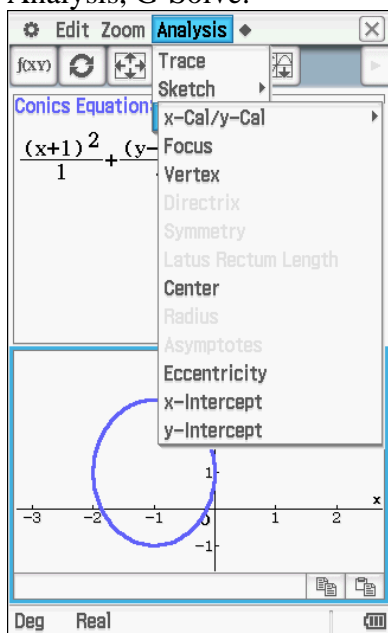 Analysis, G-Solve.
Edit Zoom Analysis
f(xy)
Trace
Sketch
Conics Equation
x-Cal/y-Cal
Focus
Vertex
Directrix
Symmetry
Latus Rectum Length
Center
Radius
Asymptotes
Eccentricity
x-Intercept
y-Intercept
(x+1)2
1
+
(y-
1
x
-3 -2 -1 0 1 2
-1
Deg Real